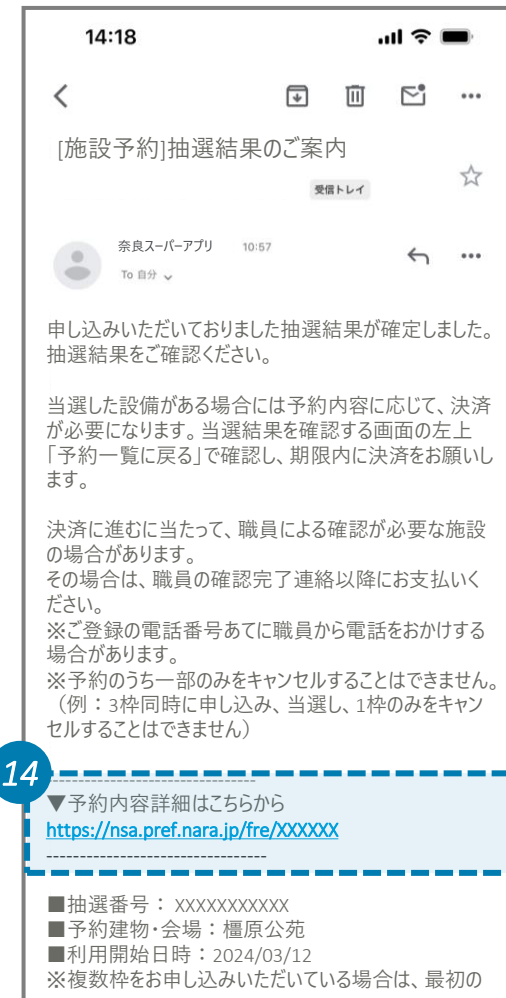 14:18
[施設予約]抽選結果のご案内
受信トレイ
奈良スーパーアプリ 10:57
To 自分
申し込みいただいておりました抽選結果が確定しました。
抽選結果をご確認ください。
当選した設備がある場合には予約内容に応じて、決済
が必要になります。当選結果を確認する画面の左上
「予約一覧に戻る」で確認し、期限内に決済をお願いし
ます。
決済に進むに当たって、職員による確認が必要な施設
の場合があります。
その場合は、職員の確認完了連絡以降にお支払いく
ださい。
※ご登録の電話番号あてに職員から電話をおかけする
場合があります。
※予約のうち一部のみをキャンセルすることはできません。
（例：3枠同時に申し込み、当選し、1枠のみをキャン
セルすることはできません）
14
--------------------------------
▼予約内容詳細はこちらから
https://nsa.pref.nara.jp/fre/XXXXXX
---------------------------------
■抽選番号： XXXXXXXXXXX
■予約建物・会場：橿原公苑
■利用開始日時：2024/03/12
※複数枠をお申し込みいただいている場合は、最初の